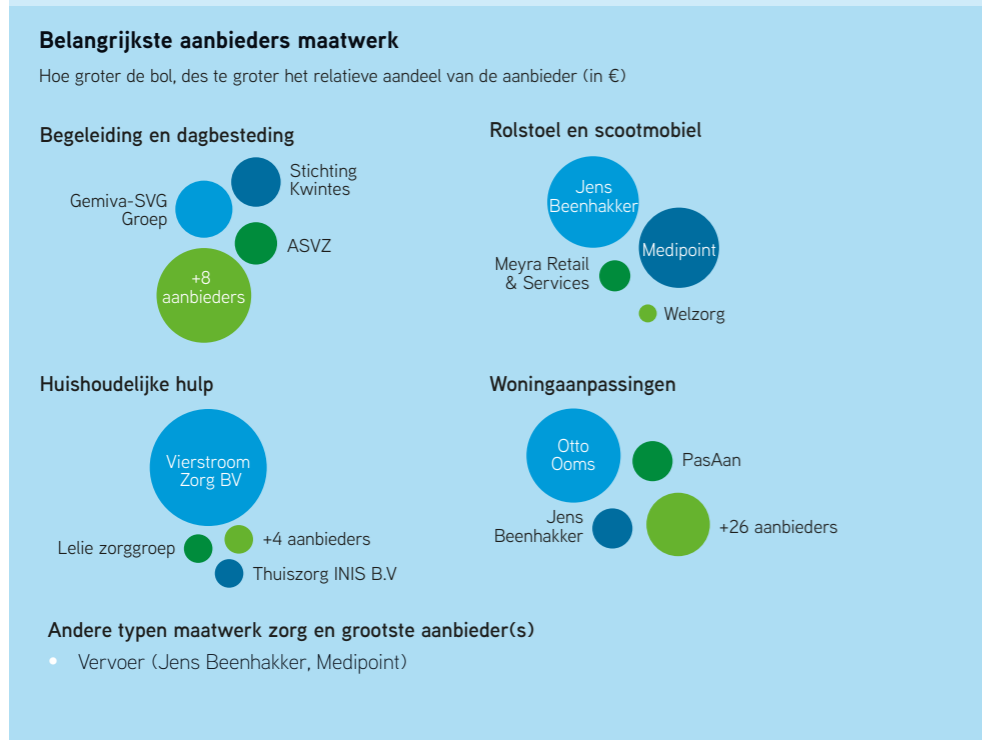 Belangrijkste aanbieders maatwerk
Hoe groter de bol, des te groter het relatieve aandeel van de aanbieder (in €)
Begeleiding en dagbesteding
Stichting
Kwintes
Gemiva-SVG
Groep
ASVZ
+8
aanbieders
Rolstoel en scootmobiel
Jens
Beenhakker
Medipoint
Meyra Retail
& Services
Welzorg
Huishoudelijke hulp
Vierstroom
Zorg BV
+4 aanbieders
Lelie zorggroep
Thuiszorg INIS B.V
Woningaanpassingen
Otto
Ooms
PasAan
Jens
Beenhakker
+26 aanbieders
Andere typen maatwerk zorg en grootste aanbieder(s)
• Vervoer (Jens Beenhakker, Medipoint)